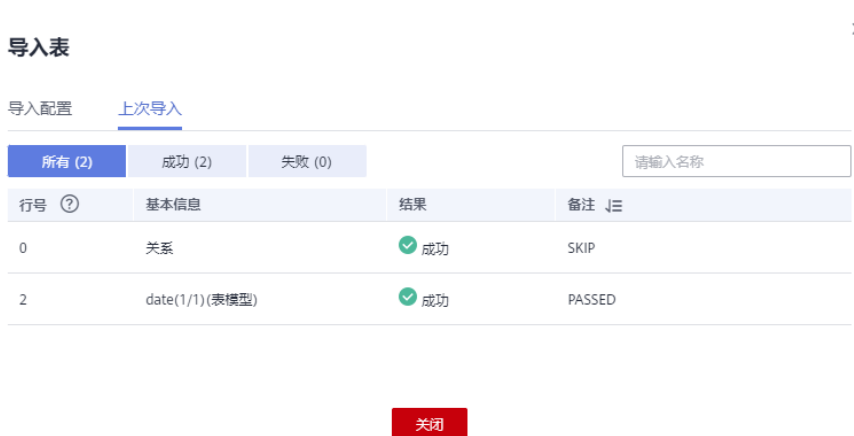 导入表
导入配置 上次导入
所有 (2) 成功 (2) 失败 (0) 请输入名称
行号 ? 基本信息 结果 备注
0 关系 成功 SKIP
2 date(1/1)(表模型) 成功 PASSED
关闭